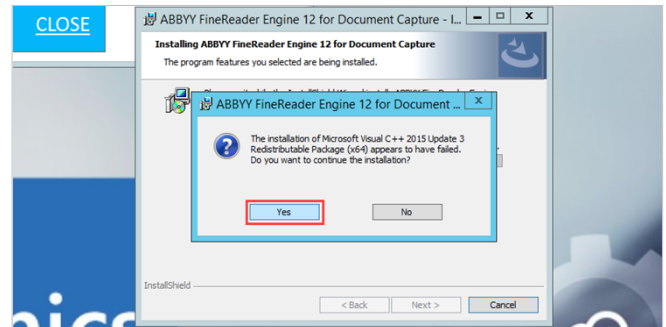 CLOSE
ABBYY FineReader Engine 12 for Document Capture - I...
Installing ABBYY FineReader Engine 12 for Document Capture
The program features you selected are being installed.
ABBYY FineReader Engine 12 for Document ...
The installation of Microsoft Visual C++ 2015 Update 3
Redistributable Package (x64) appears to have failed.
Do you want to continue the installation?
Yes No
InstallShield
< Back Next > Cancel